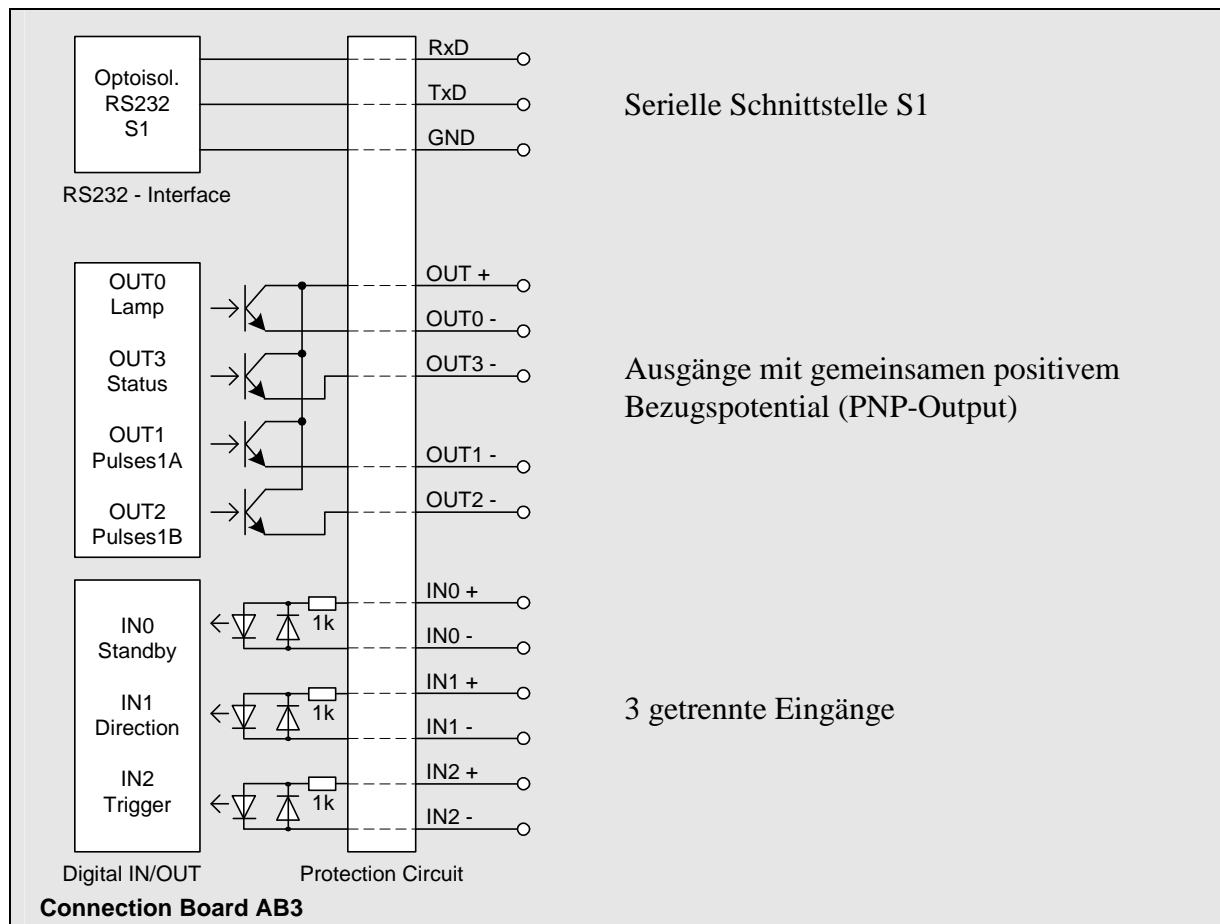 Optoisol.
RS232
S1
RxD
TxD
GND
RS232 - Interface
Serielle Schnittstelle S1
OUT0
Lamp
OUT3
Status
OUT1
Pulses1A
OUT2
Pulses1B
OUT +
OUT0 -
OUT3 -
OUT1 -
OUT2 -
Ausgänge mit gemeinsamen positivem
Bezugspotential (PNP-Output)
IN0
Standby
IN1
Direction
IN2
Trigger
1k
1k
1k
IN0 +
IN0 -
IN1 +
IN1 -
IN2 +
IN2 -
3 getrennte Eingänge
Digital IN/OUT
Protection Circuit
Connection Board AB3